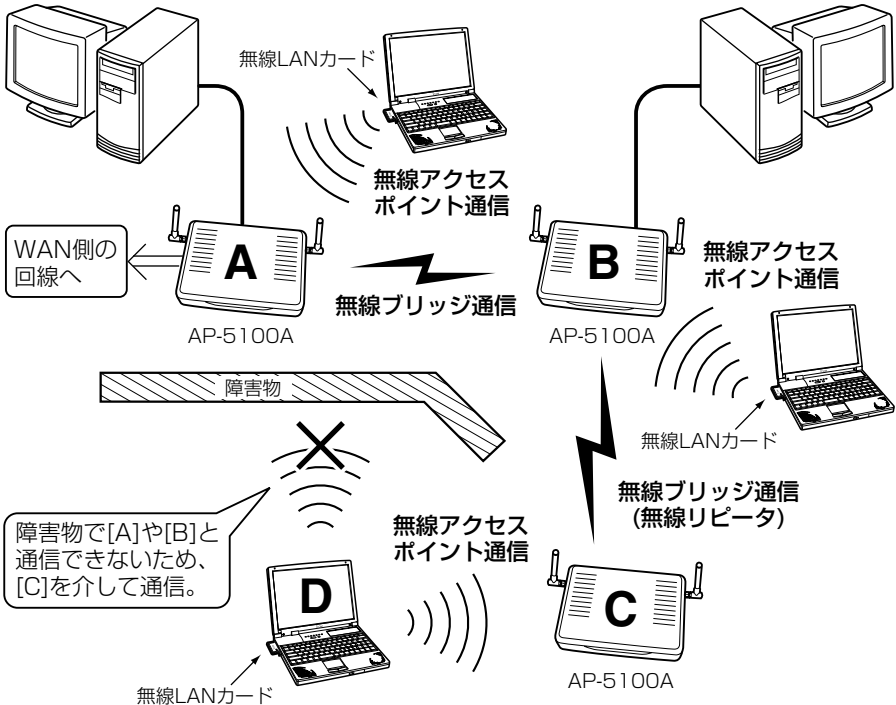 無線LANカード
無線アクセス
ポイント通信
WAN側の
回線へ
A
B
無線アクセス
ポイント通信
無線ブリッジ通信
AP-5100A
AP-5100A
障害物
無線LANカード
無線ブリッジ通信
(無線リピータ)
障害物で[A]や[B]と
通信できないため、
[C]を介して通信。
無線アクセス
ポイント通信
D
C
無線LANカード
AP-5100A